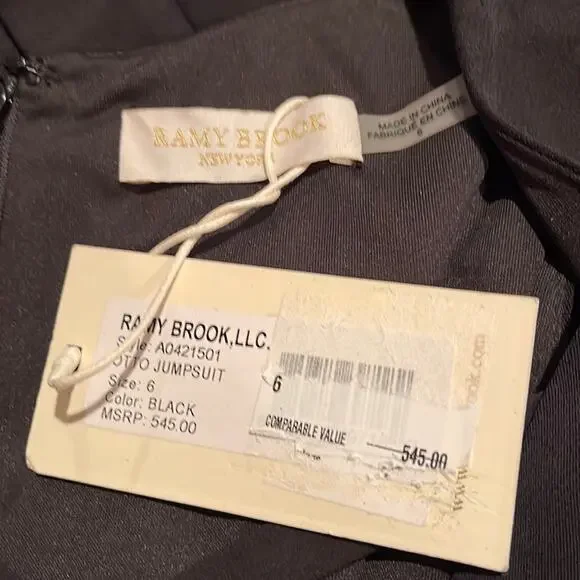 RAMY BROOK
NEW YORK
MADE IN CHINA
FABRIQUE EN CHINE
6
RAMY BROOK,LLC.
Style: A0421501
OTTO JUMPSUIT
Size: 6
Color: BLACK
MSRP: 545.00
6
COMPARABLE VALUE 545.00